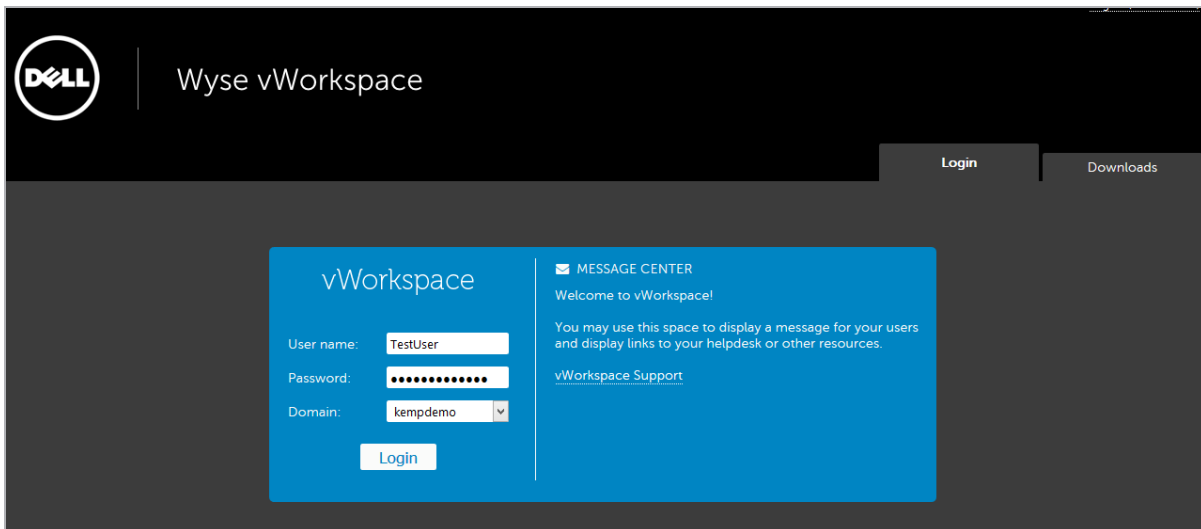 DELL
Wyse vWorkspace
Login
Downloads
vWorkspace
User name:
TestUser
Password:
•••••••••••••
Domain:
kempdemo
Login
MESSAGE CENTER
Welcome to vWorkspace!
You may use this space to display a message for your users
and display links to your helpdesk or other resources.
vWorkspace Support